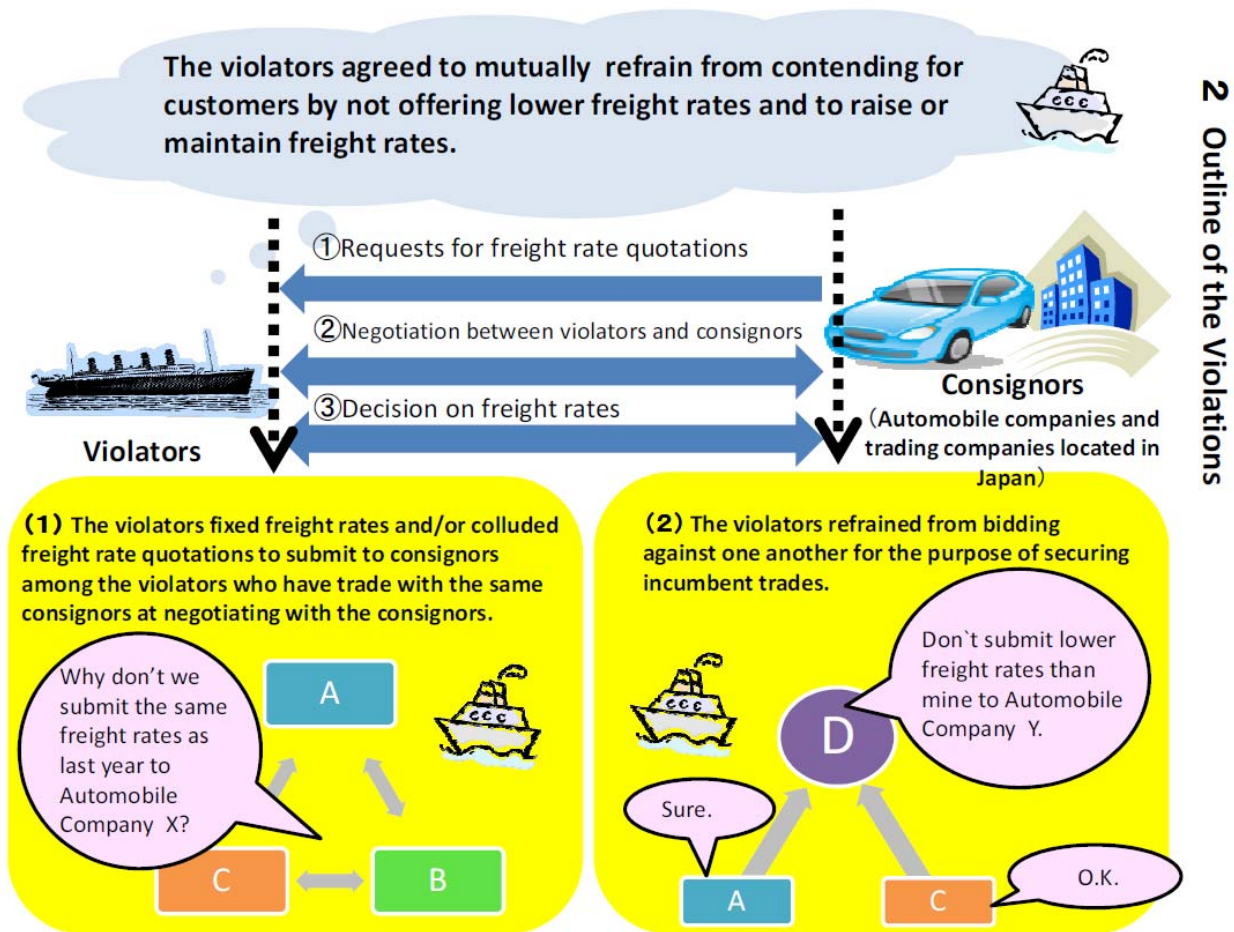 The violators agreed to mutually refrain from contending for
customers by not offering lower freight rates and to raise or
maintain freight rates.
2 Outline of the Violations
①Requests for freight rate quotations
②Negotiation between violators and consignors
③Decision on freight rates
Violators
Consignors
(Automobile companies and
trading companies located in
Japan)
(1) The violators fixed freight rates and/or colluded
freight rate quotations to submit to consignors
among the violators who have trade with the same
consignors at negotiating with the consignors.
Why don't we
submit the same
freight rates as
last year to
Automobile
Company X?
A
C
B
(2) The violators refrained from bidding
against one another for the purpose of securing
incumbent trades.
Don`t submit lower
freight rates than
mine to Automobile
Company Y.
D
Sure.
O.K.
A
C